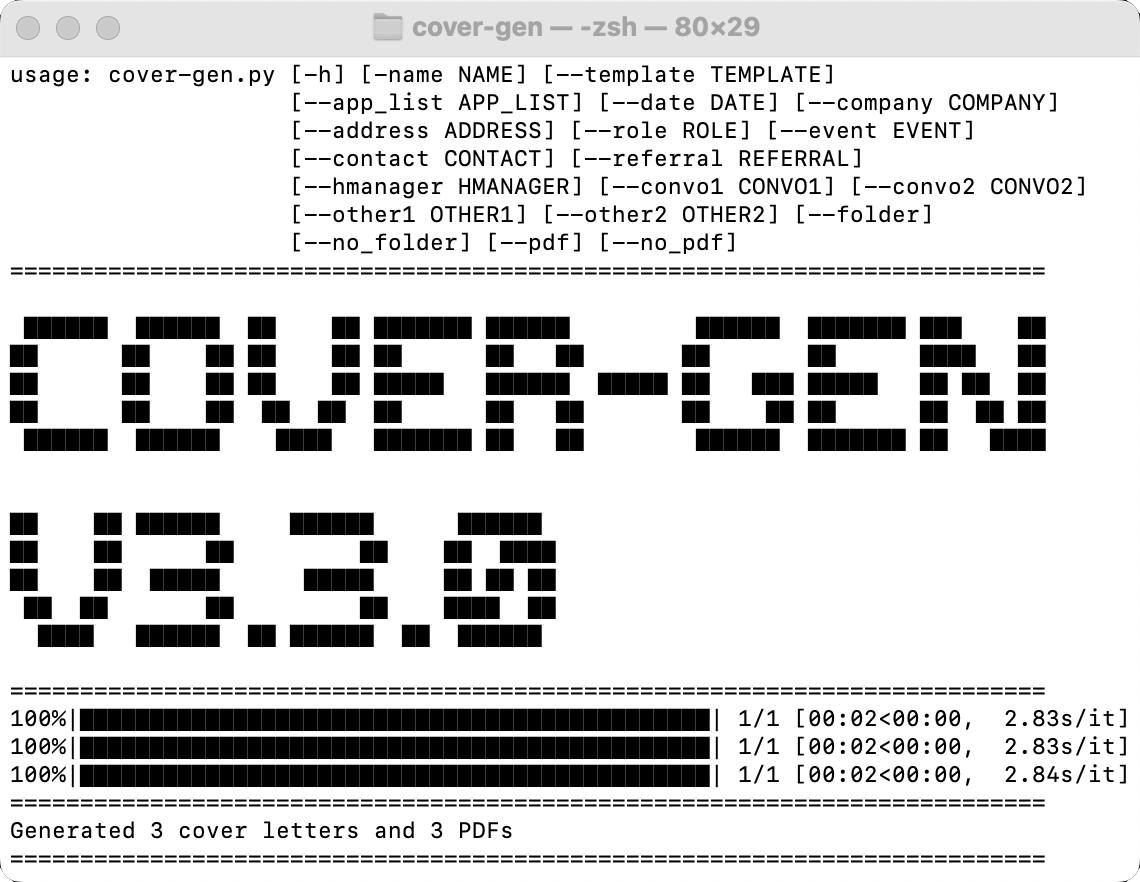 cover-gen — -zsh — 80×29
usage: cover-gen.py [-h] [-name NAME] [--template TEMPLATE]
[--app_list APP_LIST] [--date DATE] [--company COMPANY]
[--address ADDRESS] [--role ROLE] [--event EVENT]
[--contact CONTACT] [--referral REFERRAL]
[--hmanager HMANAGER] [--convo1 CONVO1] [--convo2 CONVO2]
[--other1 OTHER1] [--other2 OTHER2] [--folder]
[--no_folder] [--pdf] [--no_pdf]
==========================================================================
COVER-GEN
V3.3.0
==========================================================================
100%|█████████████████████████████████████████████| 1/1 [00:02<00:00,  2.83s/it]
100%|█████████████████████████████████████████████| 1/1 [00:02<00:00,  2.83s/it]
100%|█████████████████████████████████████████████| 1/1 [00:02<00:00,  2.84s/it]
==========================================================================
Generated 3 cover letters and 3 PDFs
==========================================================================